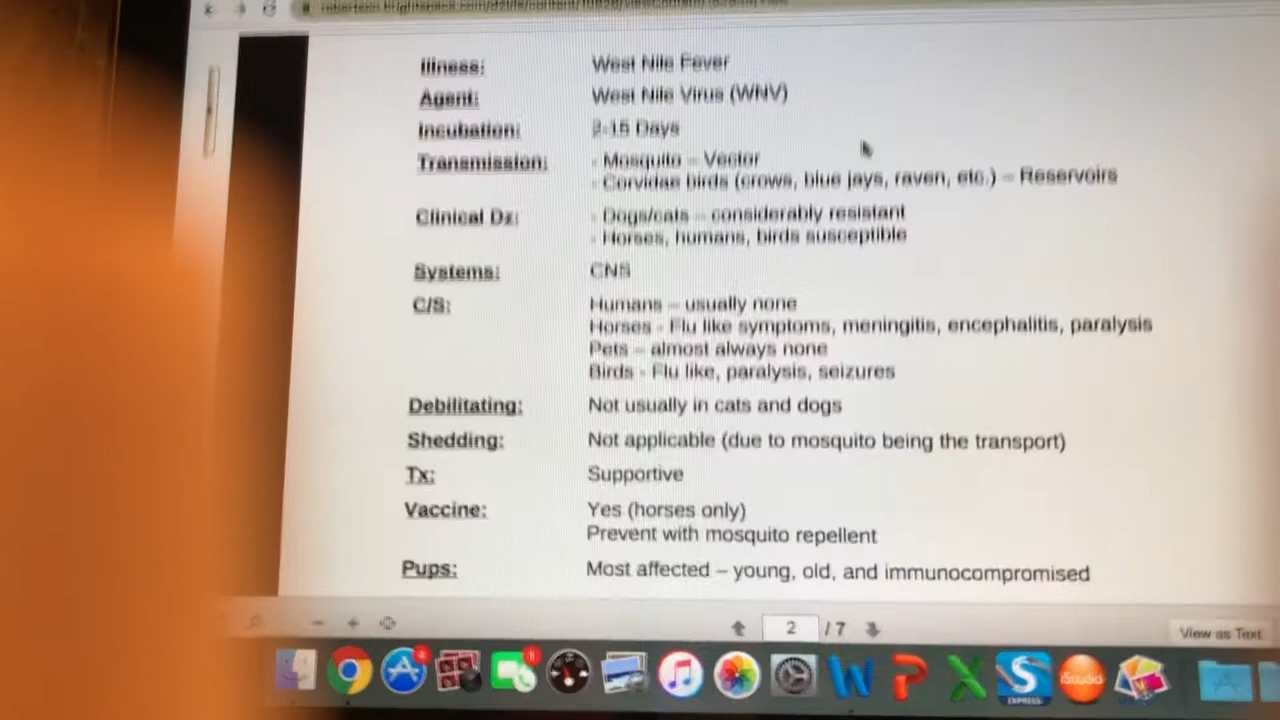 Illness: West Nile Fever
Agent: West Nile Virus (WNV)
Incubation: 2-15 Days
Transmission: - Mosquito – Vector
- Corvidae birds (crows, blue jays, raven, etc.) – Reservoirs
Clinical Dz: - Dogs/cats – considerably resistant
- Horses, humans, birds susceptible
Systems: CNS
C/S: Humans – usually none
Horses - Flu like symptoms, meningitis, encephalitis, paralysis
Pets – almost always none
Birds - Flu like, paralysis, seizures
Debilitating: Not usually in cats and dogs
Shedding: Not applicable (due to mosquito being the transport)
Tx: Supportive
Vaccine: Yes (horses only)
Prevent with mosquito repellent
Pups: Most affected – young, old, and immunocompromised
2 / 7
View as Text
W P X S iStudio
EXPRESS